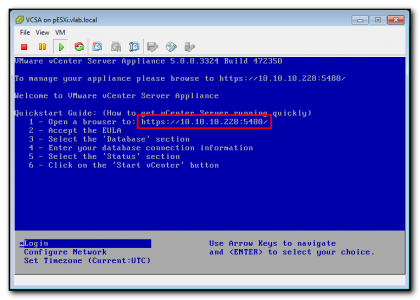 VCSA on pESXi.vlab.local
File View VM
VMware vCenter Server Appliance 5.0.0.3324 Build 472350
To manage your appliance please browse to https://10.10.10.228:5480/
Welcome to VMware vCenter Server Appliance
Quickstart Guide: (How to get vCenter Server running quickly)
1 - Open a browser to: https://10.10.10.228:5480/
2 - Accept the EULA
3 - Select the 'Database' section
4 - Enter your database connection information
5 - Select the 'Status' section
6 - Click on the 'Start vCenter' button
*Login
Configure Network
Set Timezone (Current:UTC)
Use Arrow Keys to navigate
and <ENTER> to select your choice.